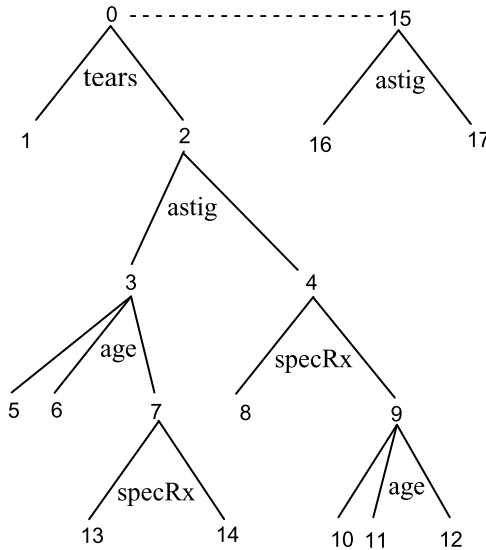 0 15
tears astig
1 2 16 17
astig
3 4
age specRx
5 6 7 8 9
specRx age
13 14 10 11 12